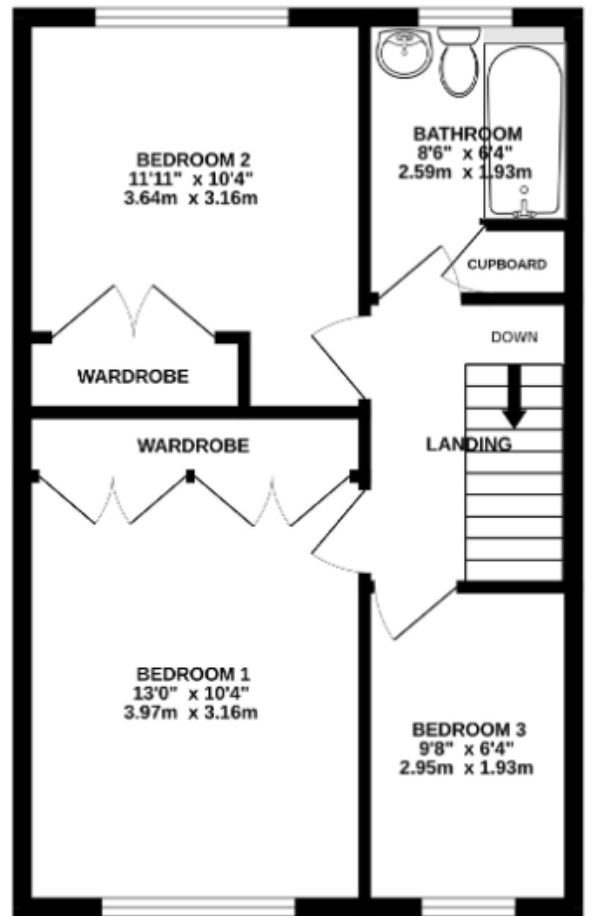 BEDROOM 2
11'11" x 10'4"
3.64m x 3.16m
BATHROOM
8'6" x 6'4"
2.59m x 1.93m
CUPBOARD
DOWN
WARDROBE
WARDROBE
LANDING
BEDROOM 1
13'0" x 10'4"
3.97m x 3.16m
BEDROOM 3
9'8" x 6'4"
2.95m x 1.93m